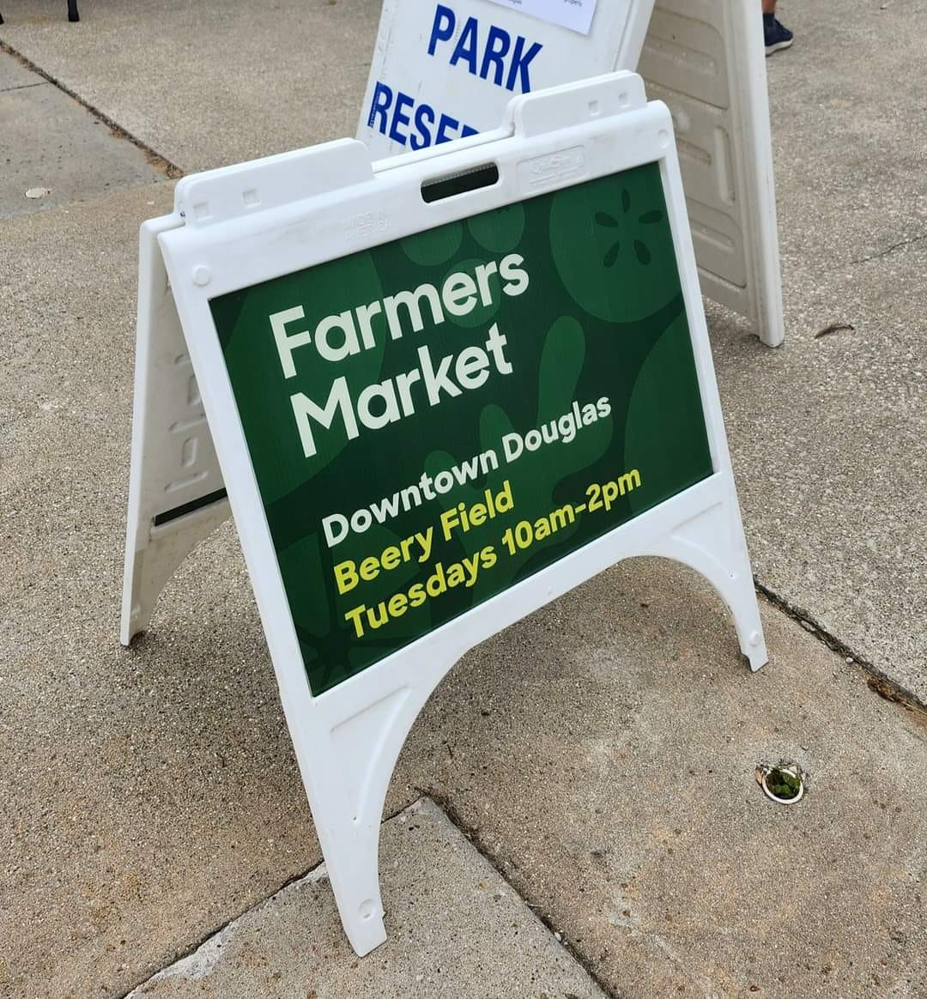 PARK
Farmers
Market
Downtown Douglas
Beery Field
Tuesdays 10am-2pm